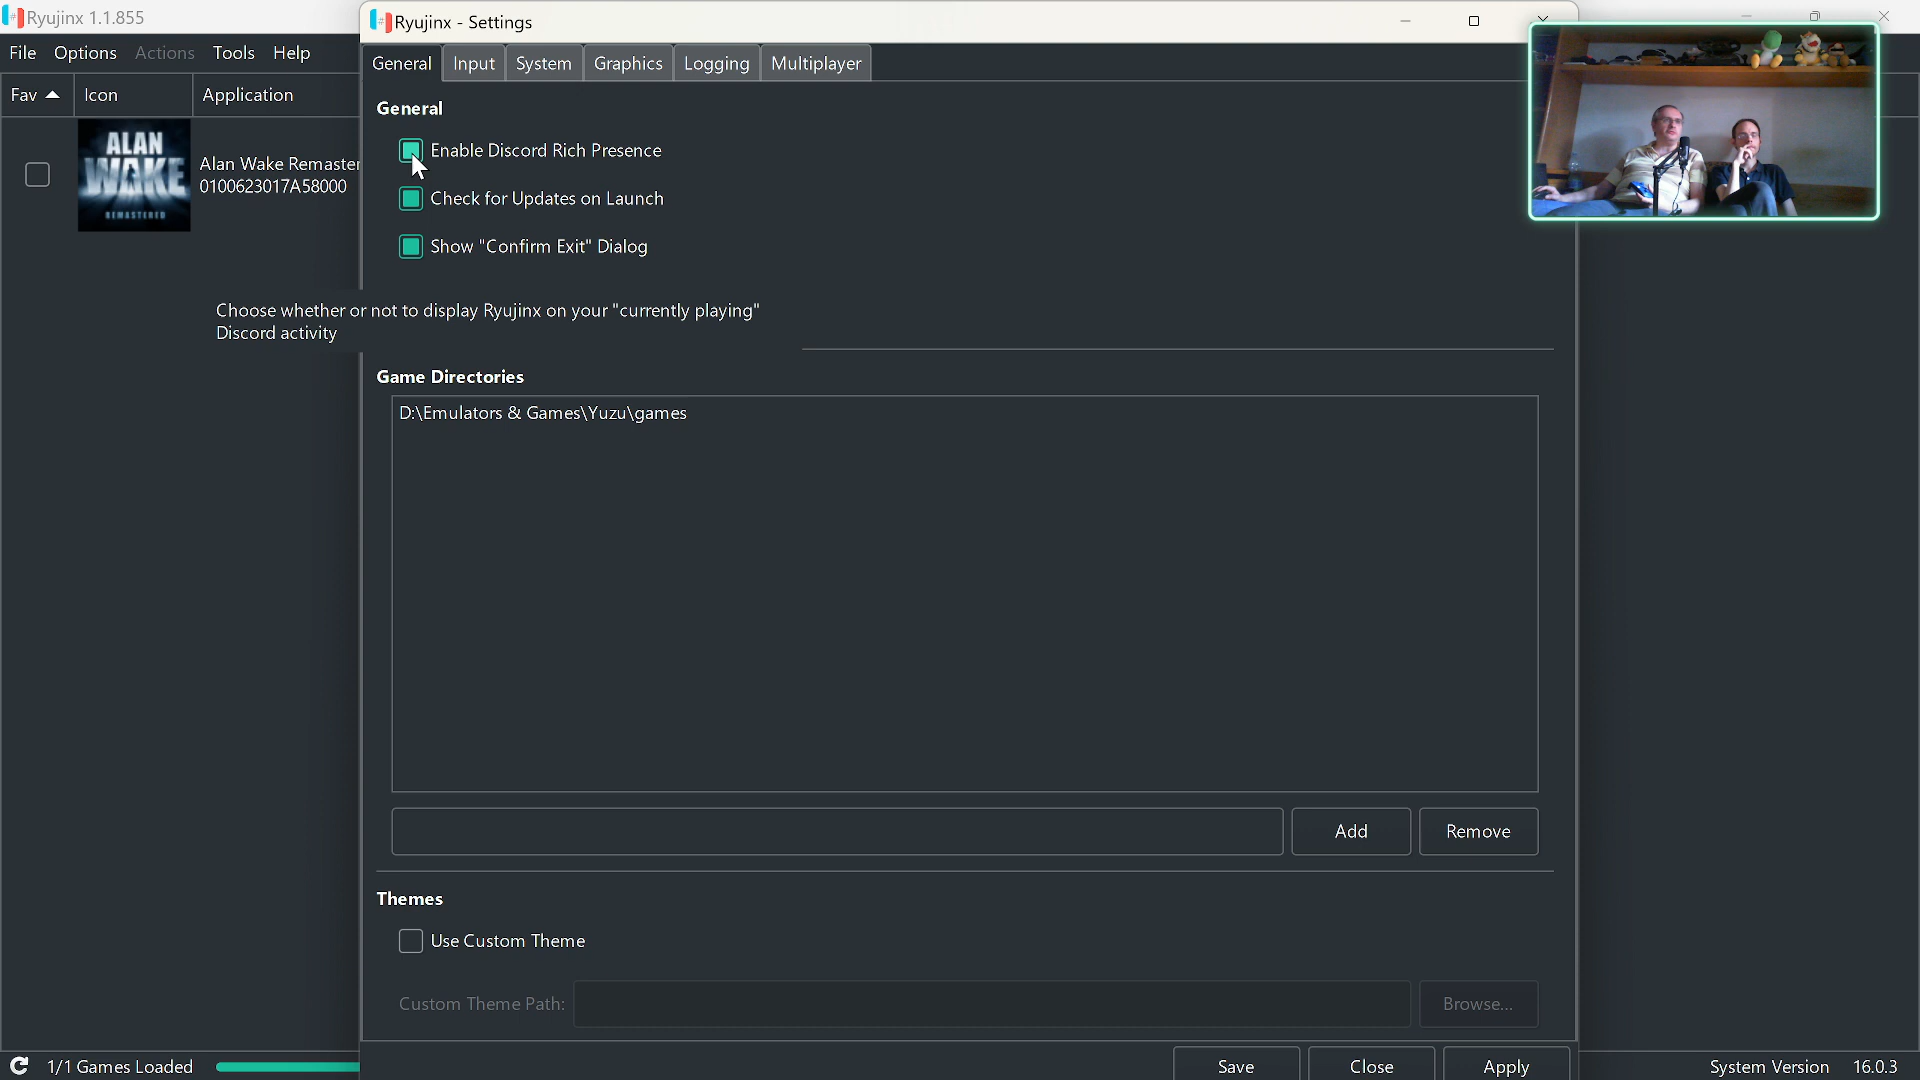 Ryujinx 1.1.855
File Options Actions Tools Help
Fav Icon Application
ALAN
WAKE
REMASTERED
Alan Wake Remaster
0100623017A58000
Ryujinx - Settings
General Input System Graphics Logging Multiplayer
General
Enable Discord Rich Presence
Check for Updates on Launch
Show "Confirm Exit" Dialog
Choose whether or not to display Ryujinx on your "currently playing"
Discord activity
Game Directories
D:\Emulators & Games\Yuzu\games
Add Remove
Themes
Use Custom Theme
Custom Theme Path: Browse...
Save Close Apply
1/1 Games Loaded
System Version 16.0.3